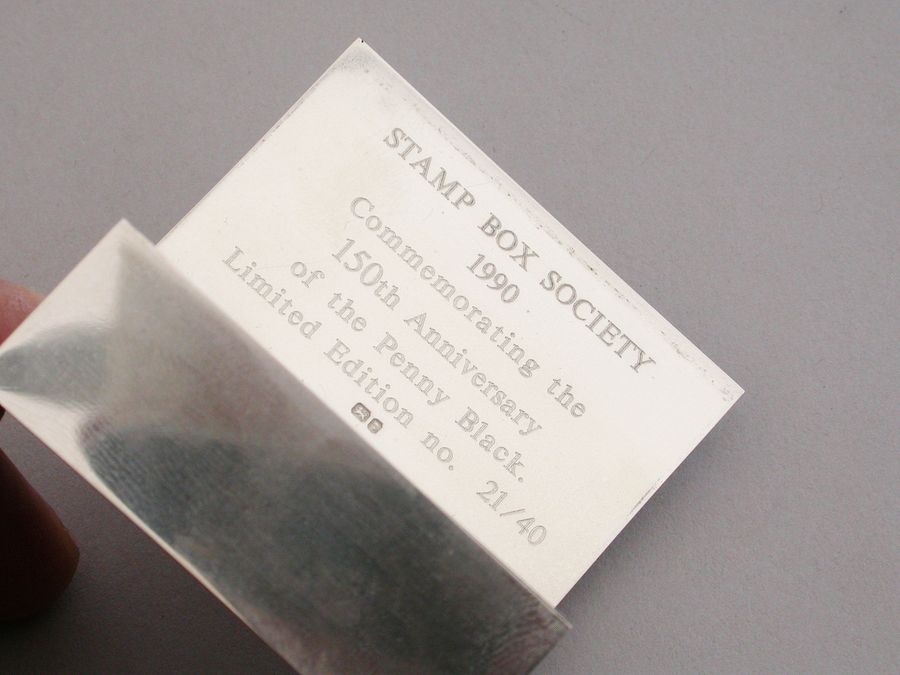 STAMP BOX SOCIETY
1990
Commemorating the
150th Anniversary
of the Penny Black.
Limited Edition no. 21/40